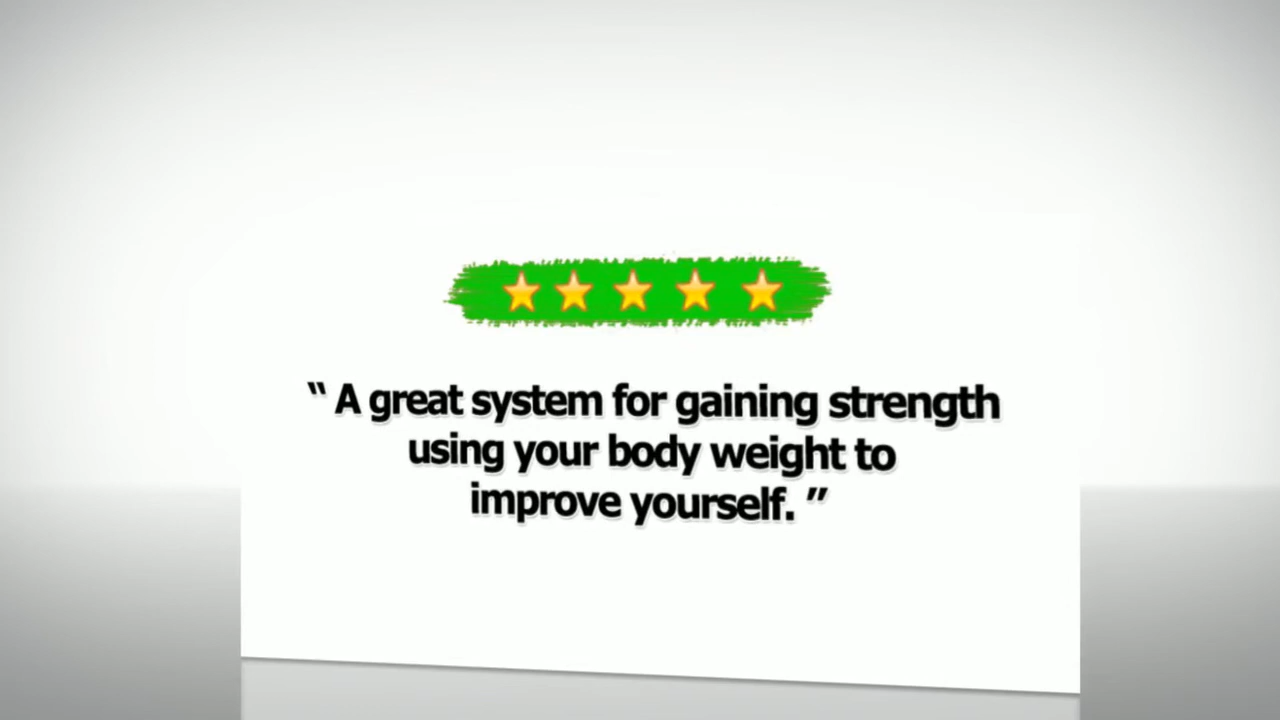 “ A great system for gaining strength
using your body weight to
improve yourself. ”